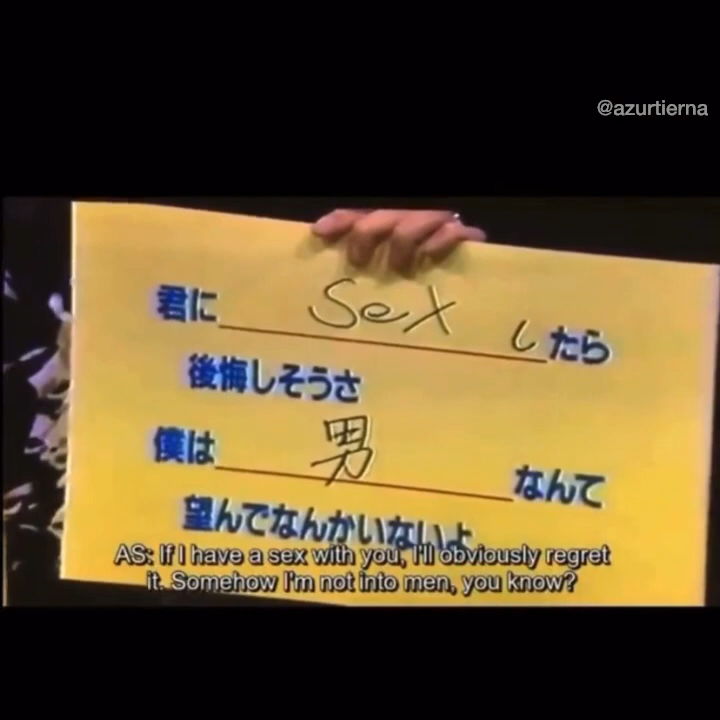 @azurtierna
君に Sex したら
後悔しそうさ
僕は 男 なんて
望んでなんかいないよ
AS: If I have a sex with you, I'll obviously regret
it. Somehow I'm not into men, you know?